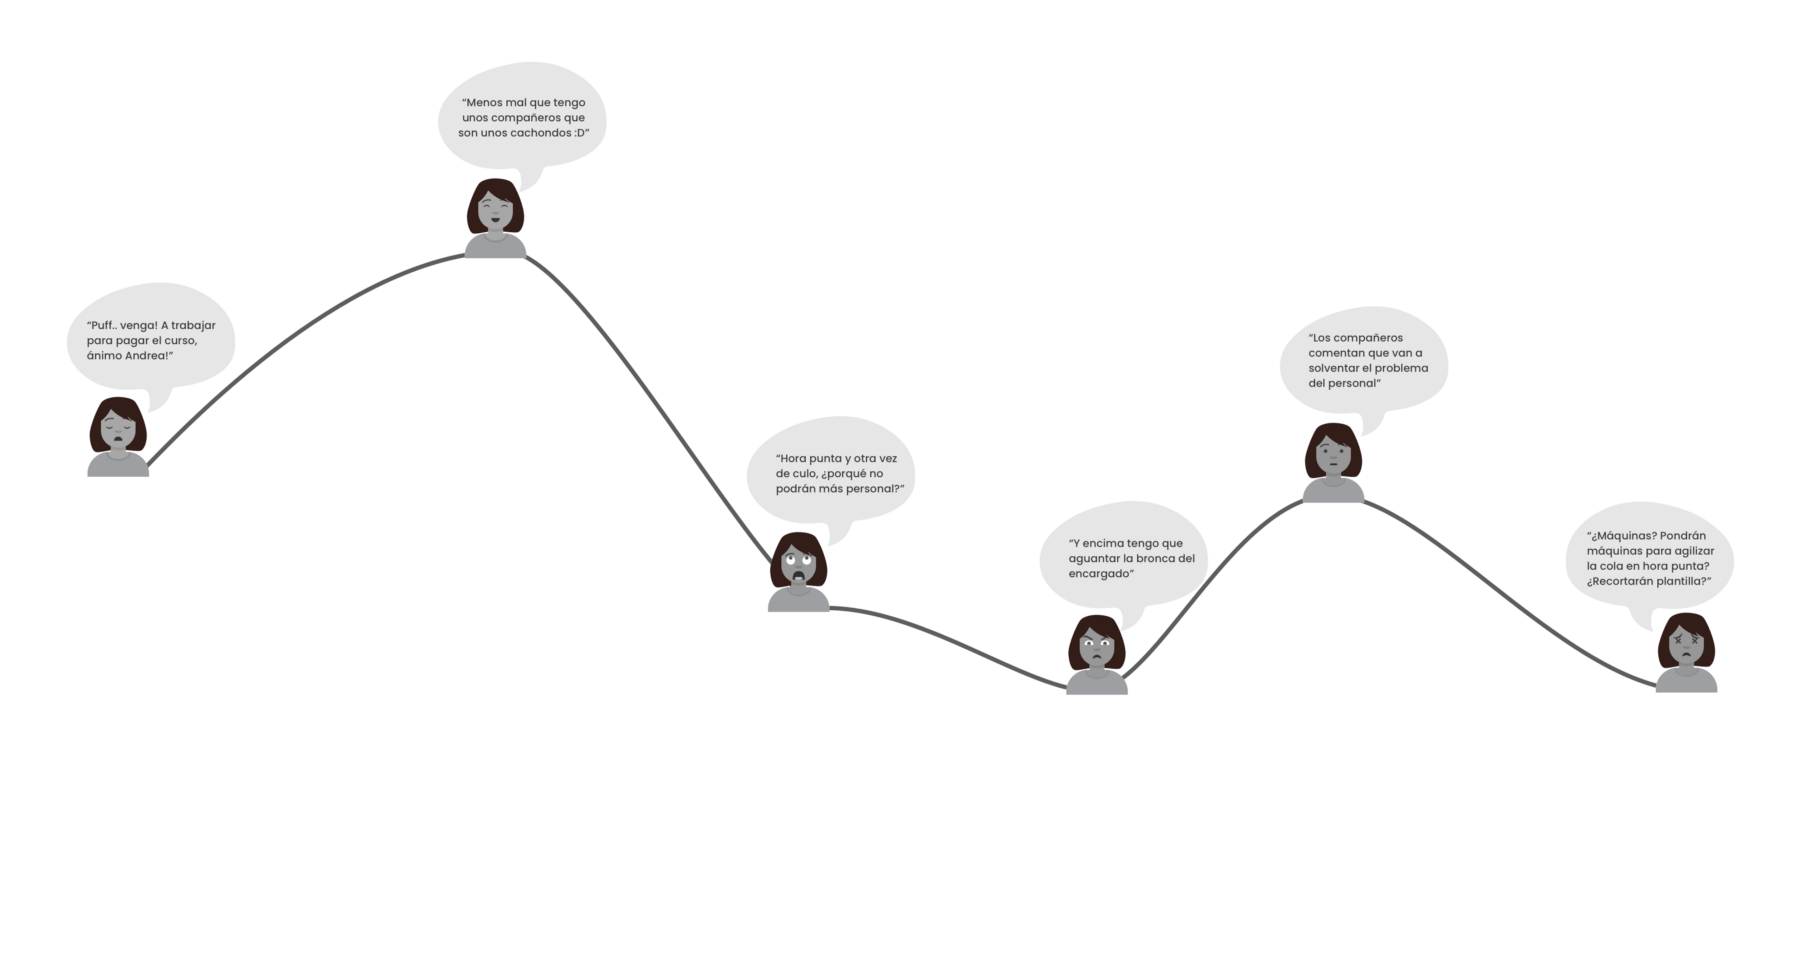 “Puff.. venga! A trabajar
para pagar el curso,
ánimo Andrea!”
“Menos mal que tengo
unos compañeros que
son unos cachondos :D”
“Hora punta y otra vez
de culo, ¿porqué no
podrán más personal?”
“Y encima tengo que
aguantar la bronca del
encargado”
“Los compañeros
comentan que van a
solventar el problema
del personal”
“¿Máquinas? Pondrán
máquinas para agilizar
la cola en hora punta?
¿Recortarán plantilla?”